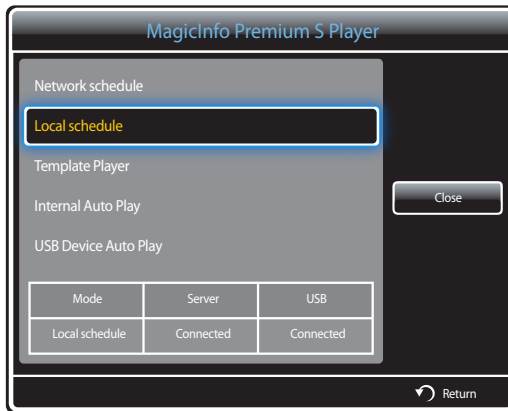 MagicInfo Premium S Player
Network schedule
Local schedule
Template Player
Internal Auto Play
USB Device Auto Play
Close
Mode Server USB
Local schedule Connected Connected
Return